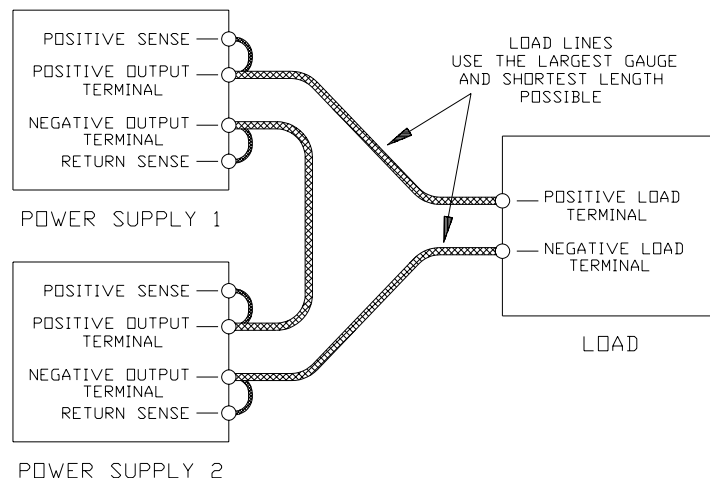 POSITIVE SENSE
POSITIVE OUTPUT
TERMINAL
NEGATIVE OUTPUT
TERMINAL
RETURN SENSE
POWER SUPPLY 1
LOAD LINES
USE THE LARGEST GAUGE
AND SHORTEST LENGTH
POSSIBLE
POSITIVE LOAD
TERMINAL
NEGATIVE LOAD
TERMINAL
LOAD
POSITIVE SENSE
POSITIVE OUTPUT
TERMINAL
NEGATIVE OUTPUT
TERMINAL
RETURN SENSE
POWER SUPPLY 2